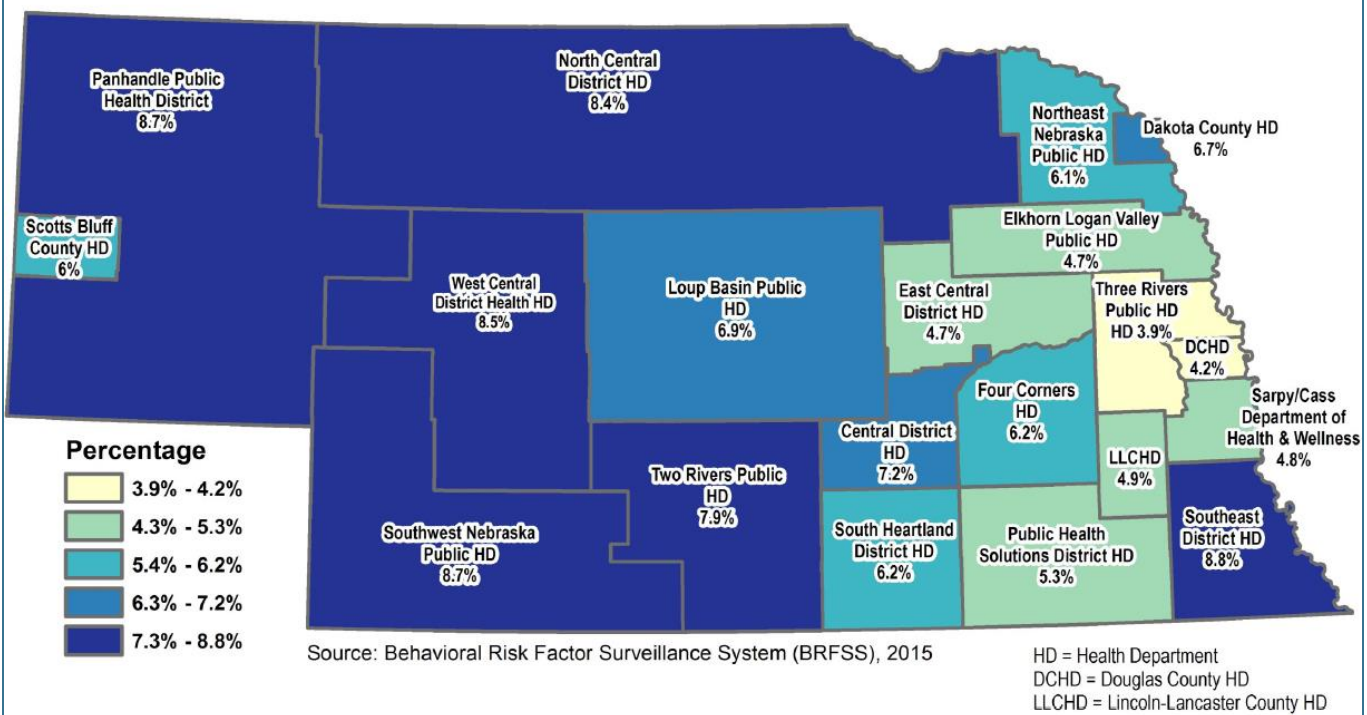 Panhandle Public
Health District
8.7%
North Central
District HD
8.4%
Northeast
Nebraska
Public HD
6.1%
Dakota County HD
6.7%
Scotts Bluff
County HD
6%
West Central
District Health HD
8.5%
Loup Basin Public
HD
6.9%
Elkhorn Logan Valley
Public HD
4.7%
East Central
District HD
4.7%
Three Rivers
Public HD
HD 3.9%
DCHD
4.2%
Four Corners
HD
6.2%
Sarpy/Cass
Department of
Health & Wellness
4.8%
Central District
HD
7.2%
LLCHD
4.9%
Two Rivers Public
HD
7.9%
Southwest Nebraska
Public HD
8.7%
South Heartland
District HD
6.2%
Public Health
Solutions District HD
5.3%
Southeast
District HD
8.8%
Percentage
3.9% - 4.2%
4.3% - 5.3%
5.4% - 6.2%
6.3% - 7.2%
7.3% - 8.8%
Source: Behavioral Risk Factor Surveillance System (BRFSS), 2015
HD = Health Department
DCHD = Douglas County HD
LLCHD = Lincoln-Lancaster County HD